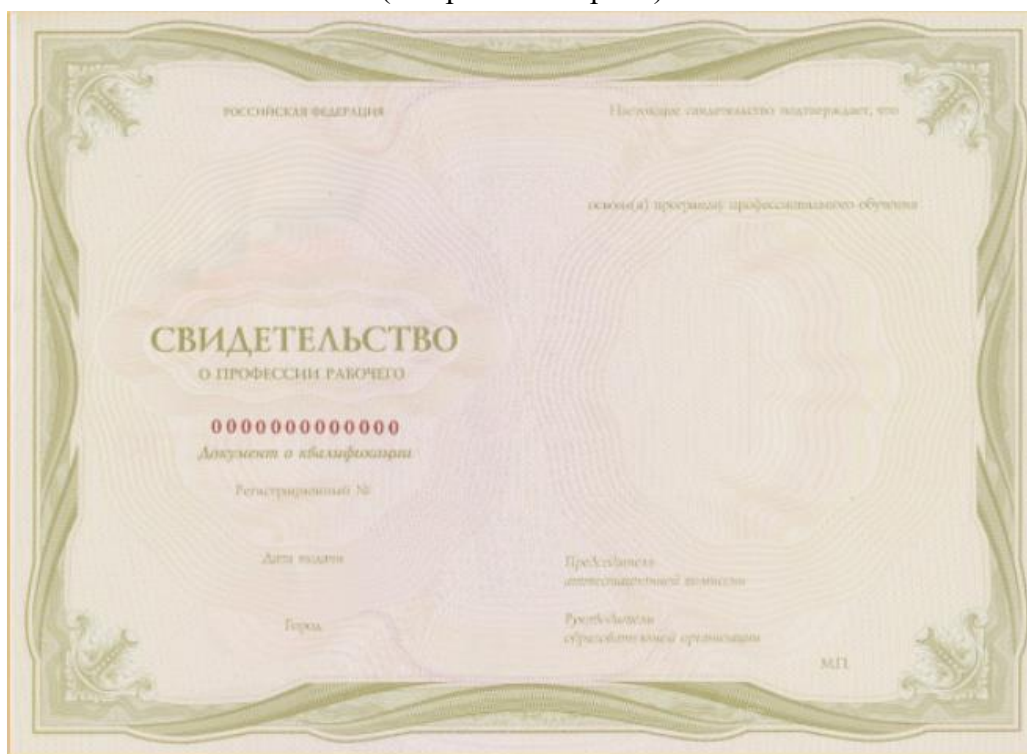 РОССИЙСКАЯ ФЕДЕРАЦИЯ
СВИДЕТЕЛЬСТВО
О ПРОФЕССИИ РАБОЧЕГО
0000000000000
Документ о квалификации
Регистрационный №
Дата выдачи
Город
Настоящее свидетельство подтверждает, что
освоил(а) программу профессионального обучения
Председатель
аттестационной комиссии
Руководитель
образовательной организации
М.П.